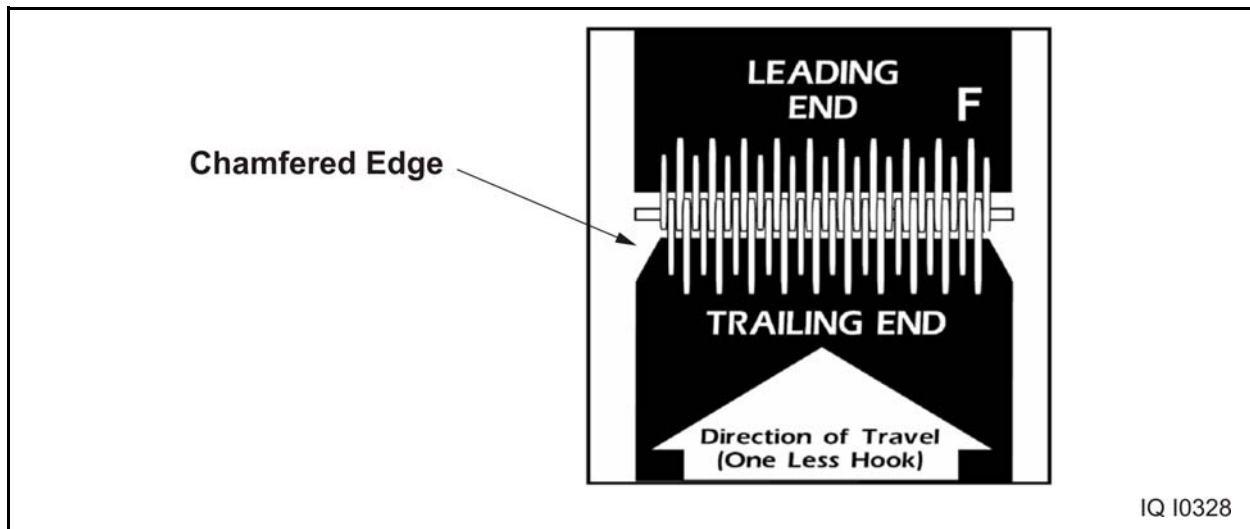 LEADING
END
F
Chamfered Edge
TRAILING END
Direction of Travel
(One Less Hook)
IQ I0328